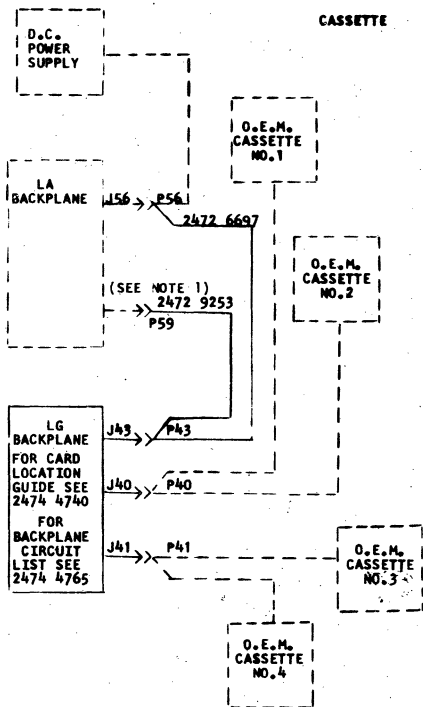 CASSETTE
D.C.
POWER
SUPPLY
O.E.M.
CASSETTE
NO.1
LA
BACKPLANE
J56
P56
2472 6697
O.E.M.
CASSETTE
NO.2
(SEE NOTE 1)
2472 9253
P59
LG
BACKPLANE
J43
P43
FOR CARD
LOCATION
GUIDE SEE
2474 4740
J40
P40
FOR
BACKPLANE
CIRCUIT
LIST SEE
2474 4765
J41
P41
O.E.M.
CASSETTE
NO.3
O.E.M.
CASSETTE
NO.4